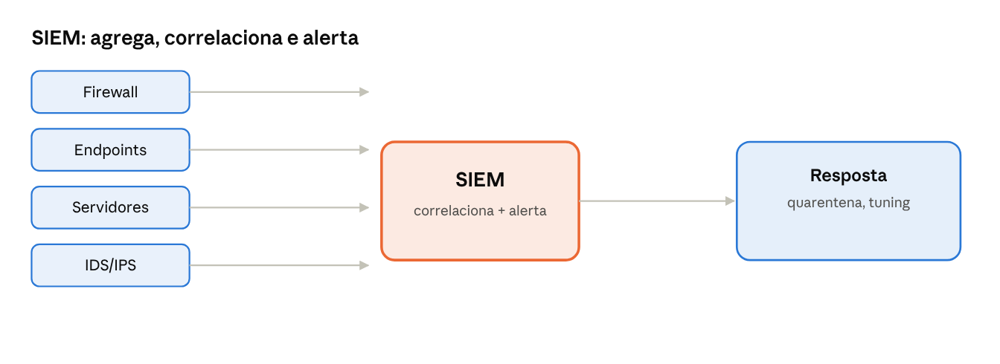 SIEM: agrega, correlaciona e alerta
Firewall
Endpoints
Servidores
IDS/IPS
SIEM
correlaciona + alerta
Resposta
quarentena, tuning